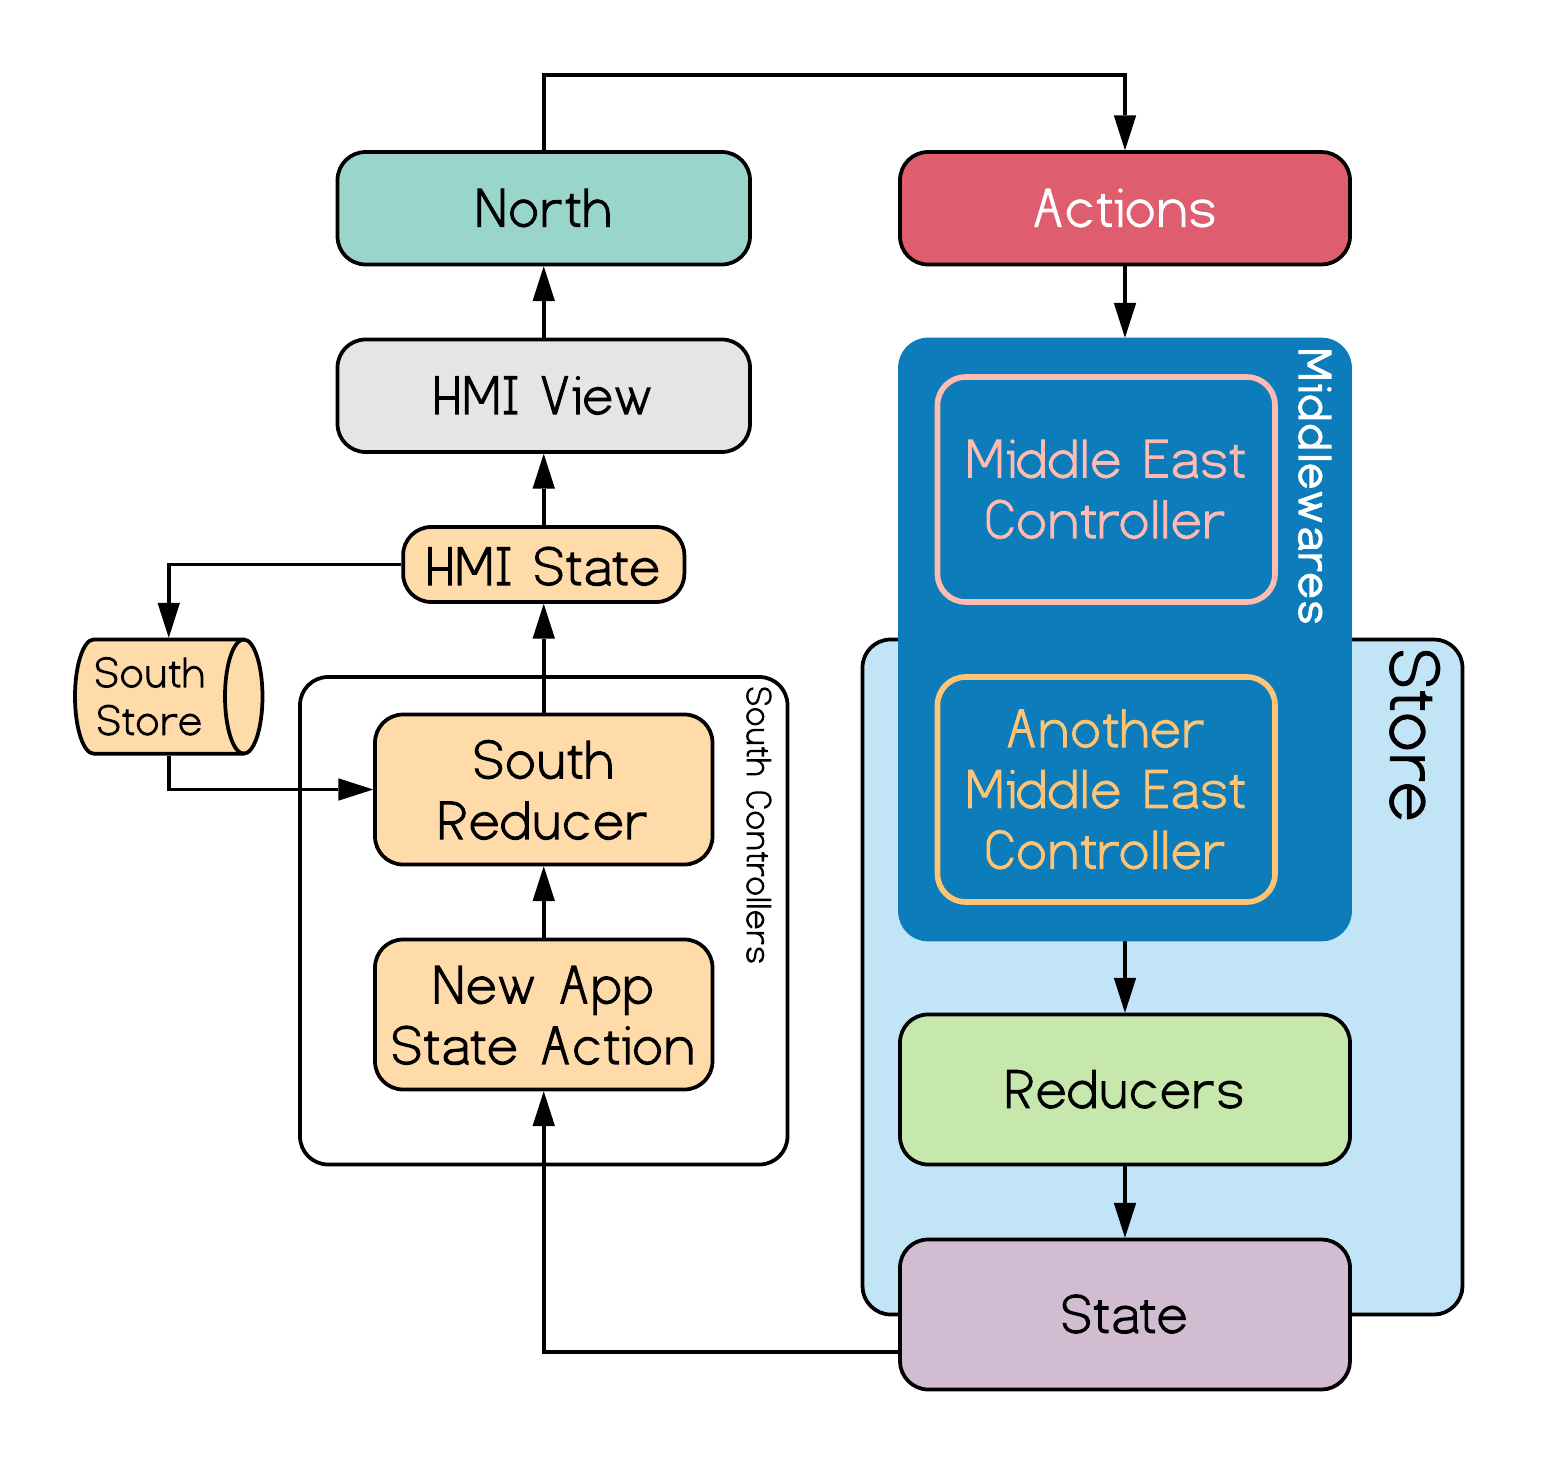 North
Actions
HMI View
Middlewares
Middle East
Controller
HMI State
South
Store
Store
South Controllers
South
Reducer
Another
Middle East
Controller
New App
State Action
Reducers
State